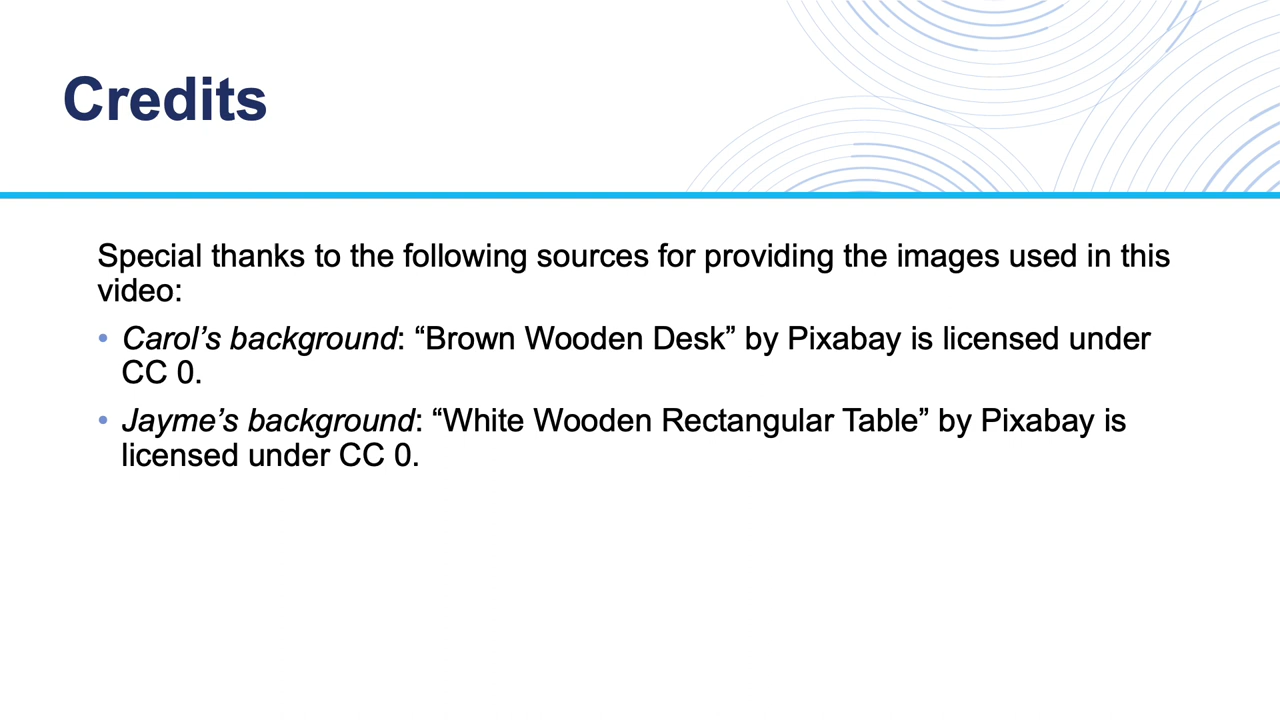 Credits
Special thanks to the following sources for providing the images used in this
video:
• Carol’s background: “Brown Wooden Desk” by Pixabay is licensed under
CC 0.
• Jayme’s background: “White Wooden Rectangular Table” by Pixabay is
licensed under CC 0.